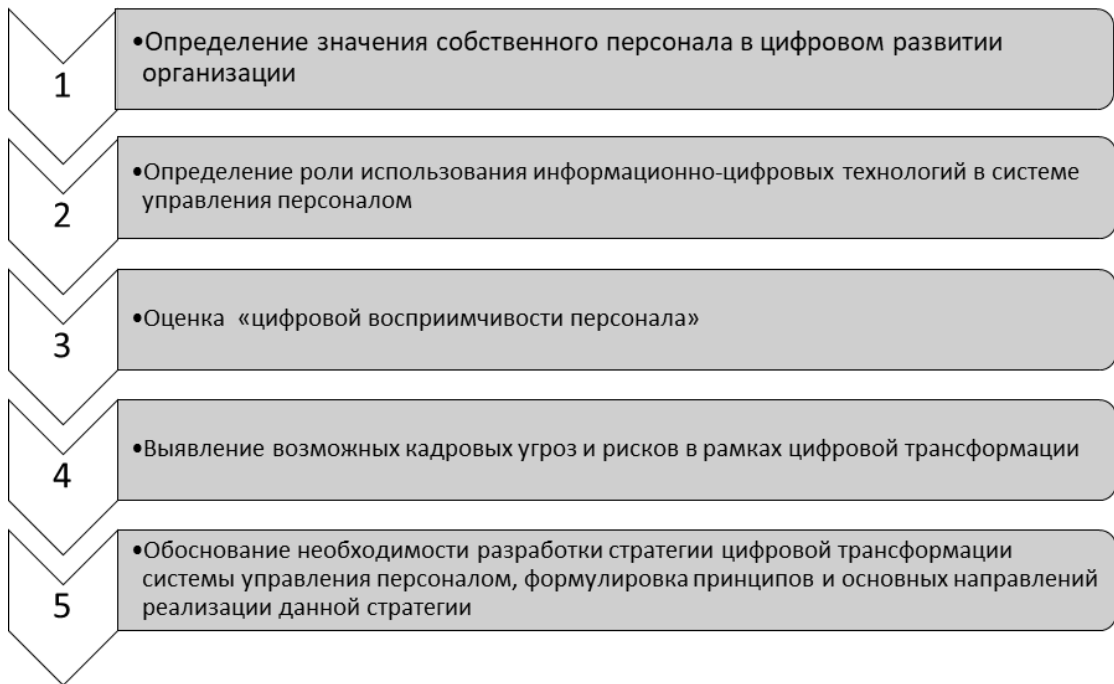 1
•Определение значения собственного персонала в цифровом развитии
организации
2
•Определение роли использования информационно-цифровых технологий в системе
управления персоналом
3
•Оценка «цифровой восприимчивости персонала»
4
•Выявление возможных кадровых угроз и рисков в рамках цифровой трансформации
5
•Обоснование необходимости разработки стратегии цифровой трансформации
системы управления персоналом, формулировка принципов и основных направлений
реализации данной стратегии